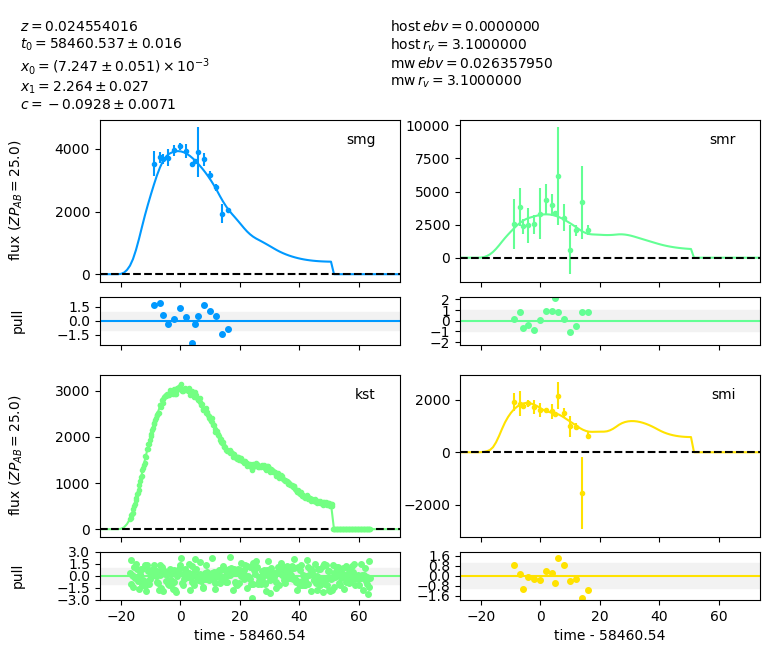 z = 0.024554016
t₀ = 58460.537 ± 0.016
x₀ = (7.247 ± 0.051) × 10⁻³
x₁ = 2.264 ± 0.027
c = −0.0928 ± 0.0071
host ebv = 0.0000000
host r_v = 3.1000000
mw ebv = 0.026357950
mw r_v = 3.1000000
flux (ZP_AB = 25.0)
4000
2000
0
smg
10000
7500
5000
2500
0
smr
pull
1.5
0.0
−1.5
2
1
0
−1
−2
flux (ZP_AB = 25.0)
3000
2000
1000
0
kst
2000
0
−2000
smi
pull
3.0
1.5
0.0
−1.5
−3.0
−20 0 20 40 60
time - 58460.54
1.6
0.8
0.0
−0.8
−1.6
−20 0 20 40 60
time - 58460.54